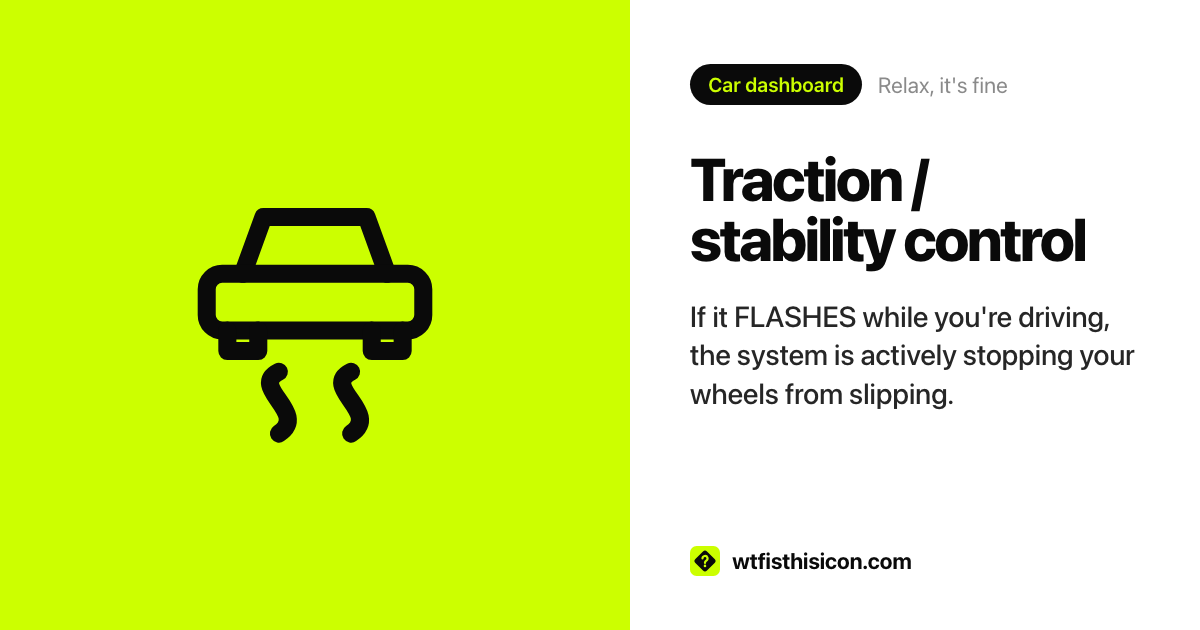 Car dashboard Relax, it's fine
Traction /
stability control
If it FLASHES while you're driving,
the system is actively stopping your
wheels from slipping.
? wtfisthisicon.com